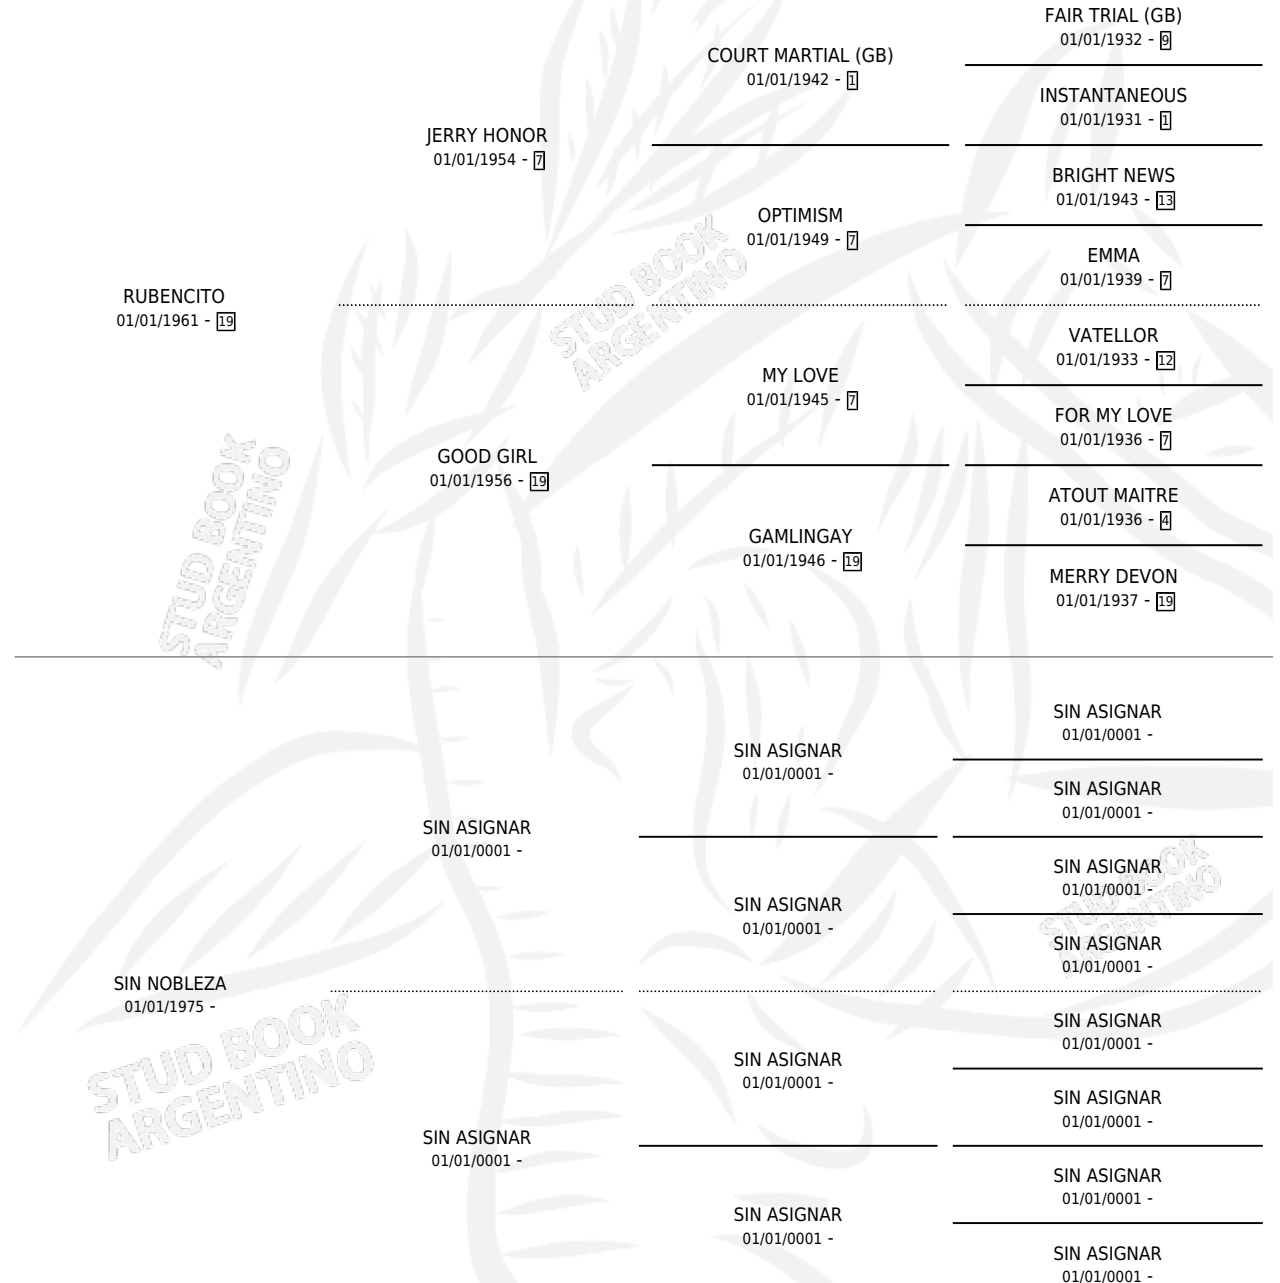 FAIR TRIAL (GB)
01/01/1932 - 9
COURT MARTIAL (GB)
01/01/1942 - 1
INSTANTANEOUS
01/01/1931 - 1
JERRY HONOR
01/01/1954 - 7
BRIGHT NEWS
01/01/1943 - 13
OPTIMISM
01/01/1949 - 7
EMMA
01/01/1939 - 7
RUBENCITO
01/01/1961 - 19
VATELLOR
01/01/1933 - 12
MY LOVE
01/01/1945 - 7
FOR MY LOVE
01/01/1936 - 7
GOOD GIRL
01/01/1956 - 19
ATOUT MAITRE
01/01/1936 - 4
GAMLINGAY
01/01/1946 - 19
MERRY DEVON
01/01/1937 - 19
STUD BOOK
ARGENTINO
STUD BOOK
ARGENTINO
SIN ASIGNAR
01/01/0001 -
SIN ASIGNAR
01/01/0001 -
SIN ASIGNAR
01/01/0001 -
SIN ASIGNAR
01/01/0001 -
SIN ASIGNAR
01/01/0001 -
SIN ASIGNAR
01/01/0001 -
SIN ASIGNAR
01/01/0001 -
SIN NOBLEZA
01/01/1975 -
SIN ASIGNAR
01/01/0001 -
SIN ASIGNAR
01/01/0001 -
SIN ASIGNAR
01/01/0001 -
SIN ASIGNAR
01/01/0001 -
SIN ASIGNAR
01/01/0001 -
SIN ASIGNAR
01/01/0001 -
SIN ASIGNAR
01/01/0001 -
STUD BOOK
ARGENTINO
STUD BOOK
ARGENTINO